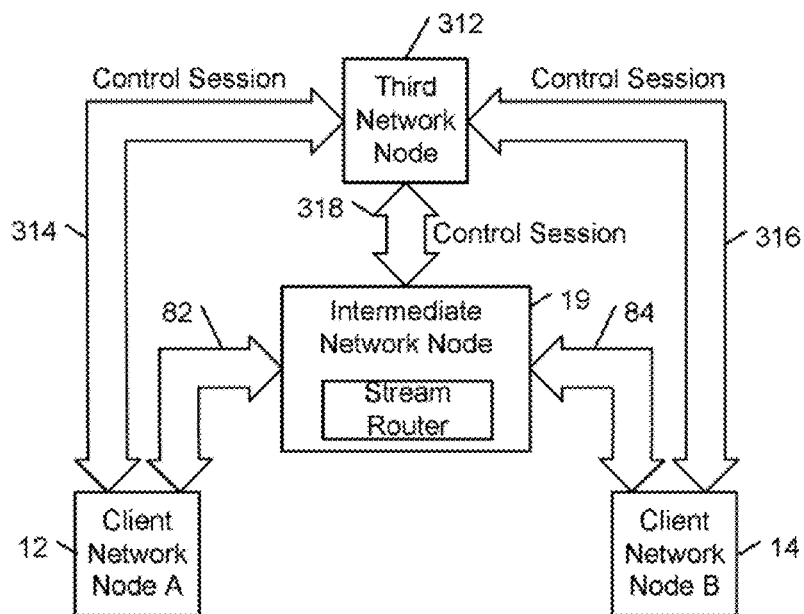 312
Control Session
Third
Network
Node
Control Session
318
Control Session
314
316
82
Intermediate
Network Node
19
84
Stream
Router
12
Client
Network
Node A
Client
Network
Node B
14